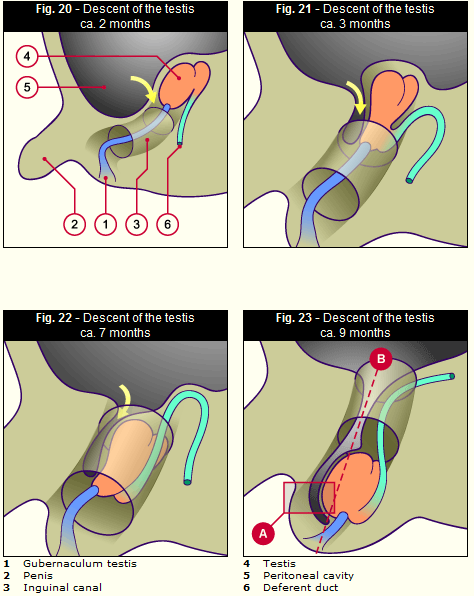 Fig. 20 - Descent of the testis
ca. 2 months
4
5
2
1
3
6
Fig. 21 - Descent of the testis
ca. 3 months
Fig. 22 - Descent of the testis
ca. 7 months
Fig. 23 - Descent of the testis
ca. 9 months
B
A
1 Gubernaculum testis
2 Penis
3 Inguinal canal
4 Testis
5 Peritoneal cavity
6 Deferent duct